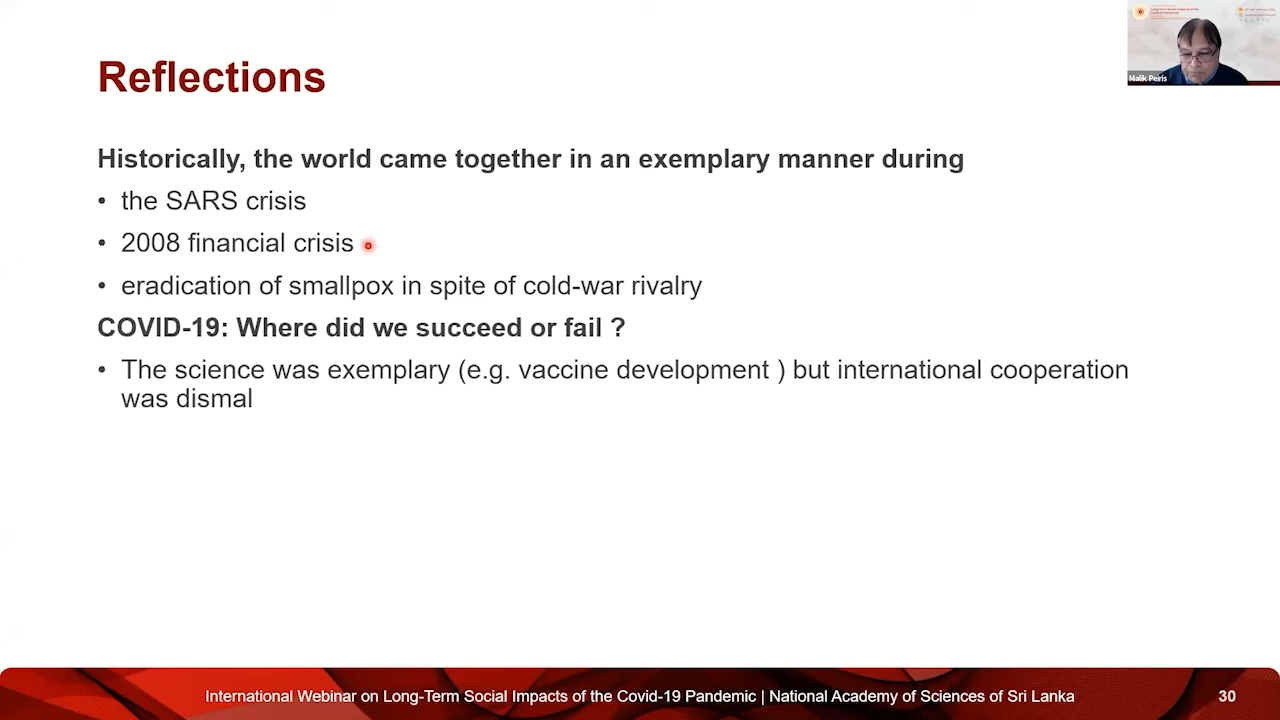 Reflections
Malik Peiris
Historically, the world came together in an exemplary manner during
• the SARS crisis
• 2008 financial crisis
• eradication of smallpox in spite of cold-war rivalry
COVID-19: Where did we succeed or fail ?
• The science was exemplary (e.g. vaccine development ) but international cooperation
was dismal
International Webinar on Long-Term Social Impacts of the Covid-19 Pandemic | National Academy of Sciences of Sri Lanka
30